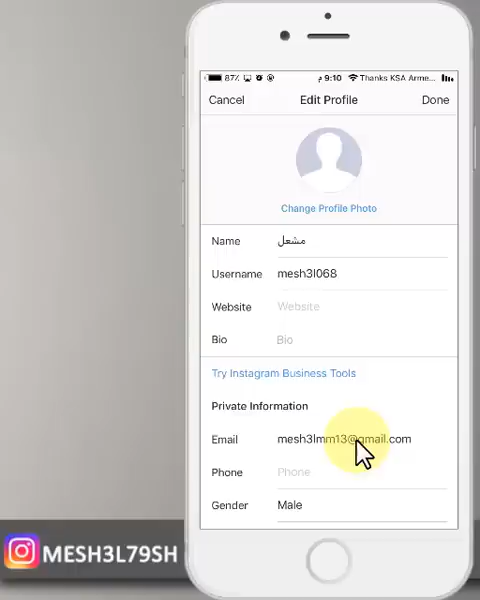 87% 9:10 م Thanks KSA Arme...
Cancel Edit Profile Done
Change Profile Photo
Name مشعل
Username mesh3l068
Website Website
Bio Bio
Try Instagram Business Tools
Private Information
Email mesh3lmm13@gmail.com
Phone Phone
Gender Male
MESH3L79SH